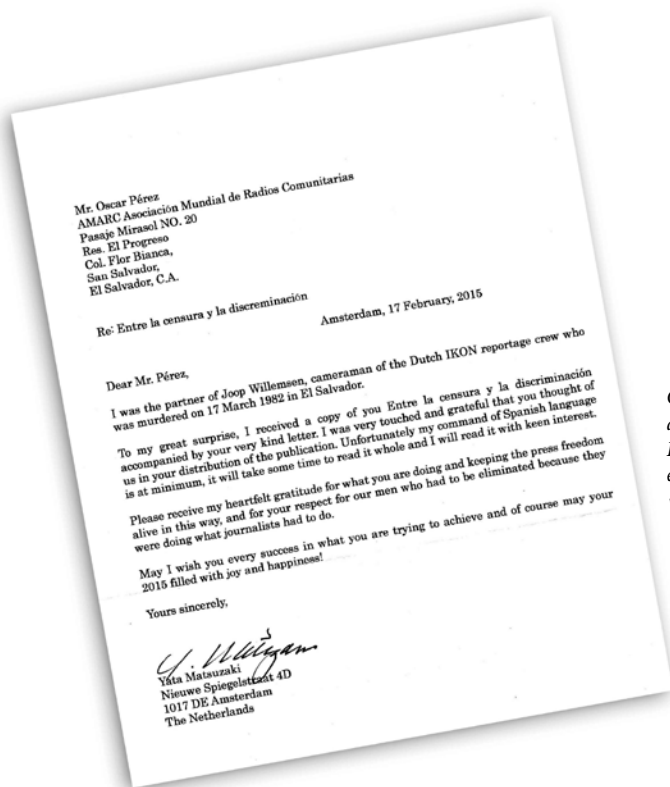 Mr. Oscar Pérez
AMARC Asociación Mundial de Radios Comunitarias
Pasaje Mirasol NO. 20
Res. El Progreso
Col. Flor Bianca,
San Salvador,
El Salvador, C.A.
Re: Entre la censura y la discreminación
Amsterdam, 17 February, 2015
Dear Mr. Pérez,
I was the partner of Joop Willemsen, cameraman of the Dutch IKON reportage crew who
was murdered on 17 March 1982 in El Salvador.
To my great surprise, I received a copy of you Entre la censura y la discriminación
accompanied by your very kind letter. I was very touched and grateful that you thought of
us in your distribution of the publication. Unfortunately my command of Spanish language
is at minimum, it will take some time to read it whole and I will read it with keen interest.
Please receive my heartfelt gratitude for what you are doing and keeping the press freedom
alive in this way, and for your respect for our men who had to be eliminated because they
were doing what journalists had to do.
May I wish you every success in what you are trying to achieve and of course may your
2015 filled with joy and happiness!
Yours sincerely,
Yata Matsuzaki
Nieuwe Spiegelstraat 4D
1017 DE Amsterdam
The Netherlands